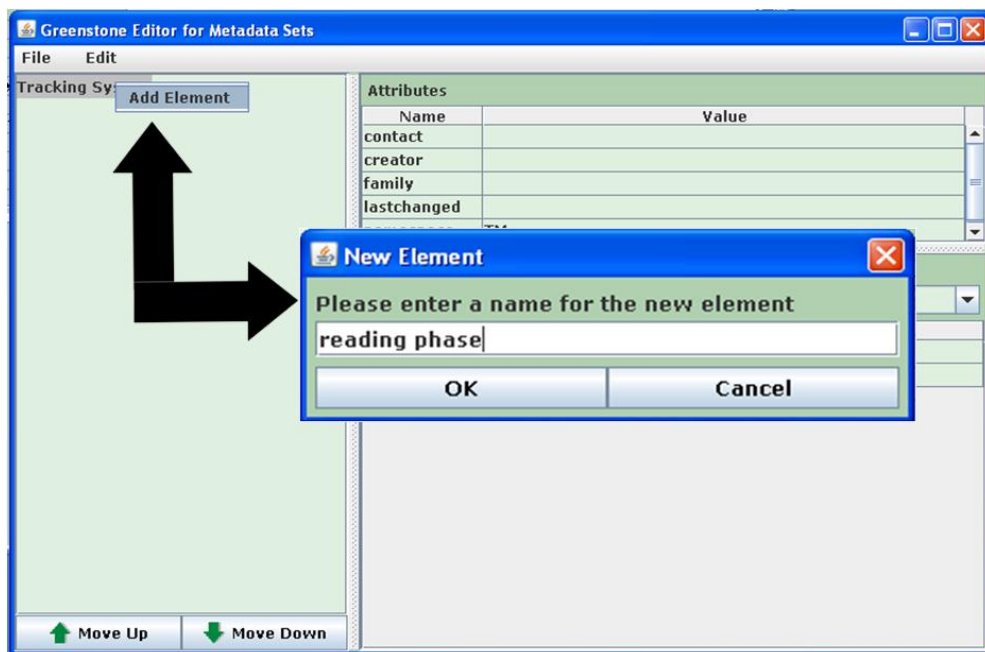 Greenstone Editor for Metadata Sets
File Edit
Tracking
Add Element
Attributes
Name Value
contact
creator
family
lastchanged
New Element
Please enter a name for the new element
reading phase
OK Cancel
Move Up Move Down